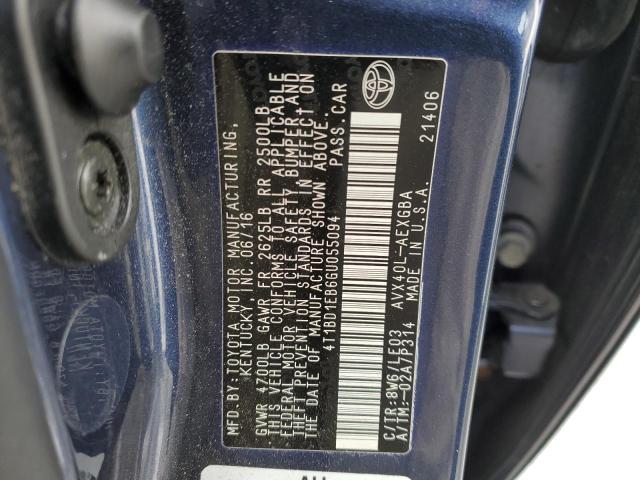 MFD. BY: TOYOTA MOTOR MANUFACTURING,
KENTUCKY, INC. 06/16
GVWR 4700LB GAWR FR 2625LB RR 2500LB
THIS VEHICLE CONFORMS TO ALL APPLICABLE
FEDERAL MOTOR VEHICLE SAFETY, BUMPER AND
THEFT PREVENTION STANDARDS IN EFFECT ON
THE DATE OF MANUFACTURE SHOWN ABOVE.
4T1BD1EB6GU055094 PASS. CAR
C/TR:8W6/LE03 AVX40L-AEXGBA
A/TM:-V2A7P314 MADE IN U.S.A. 21406